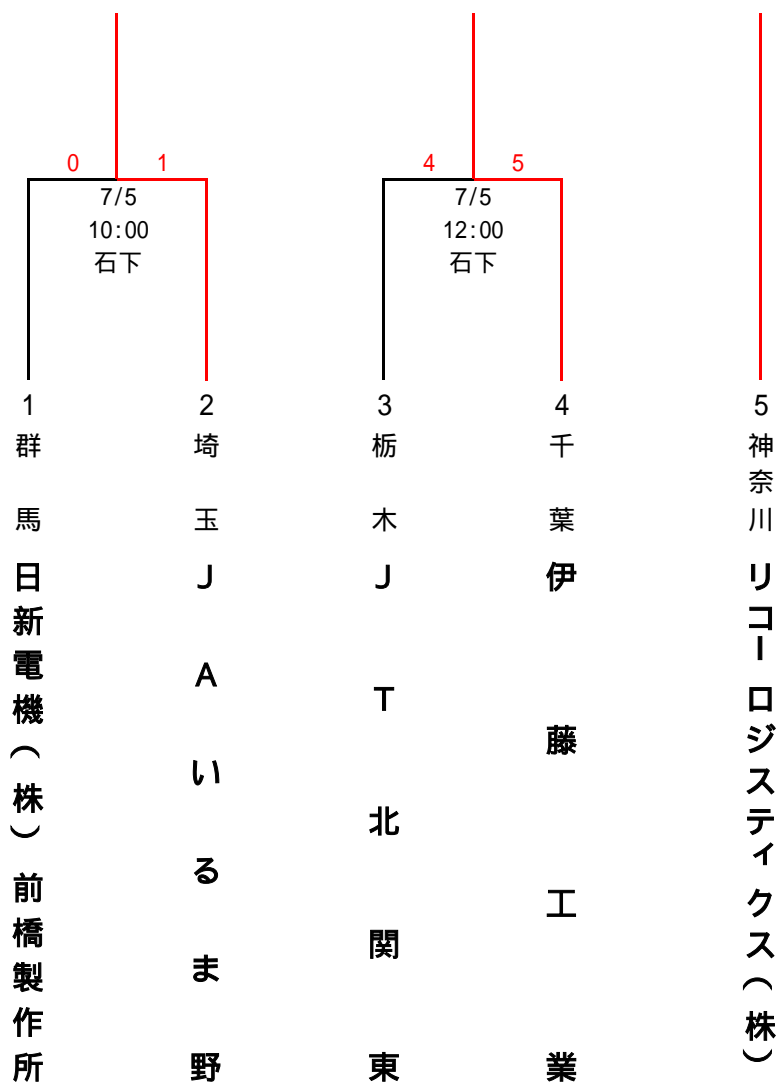 0 1
7/5
10:00
石下
4 5
7/5
12:00
石下
1
群馬
日新電機(株)前橋製作所
2
埼玉
JAいるま野
3
栃木
JT北関東
4
千葉
伊藤工業
5
神奈川
リコーロジスティクス(株)